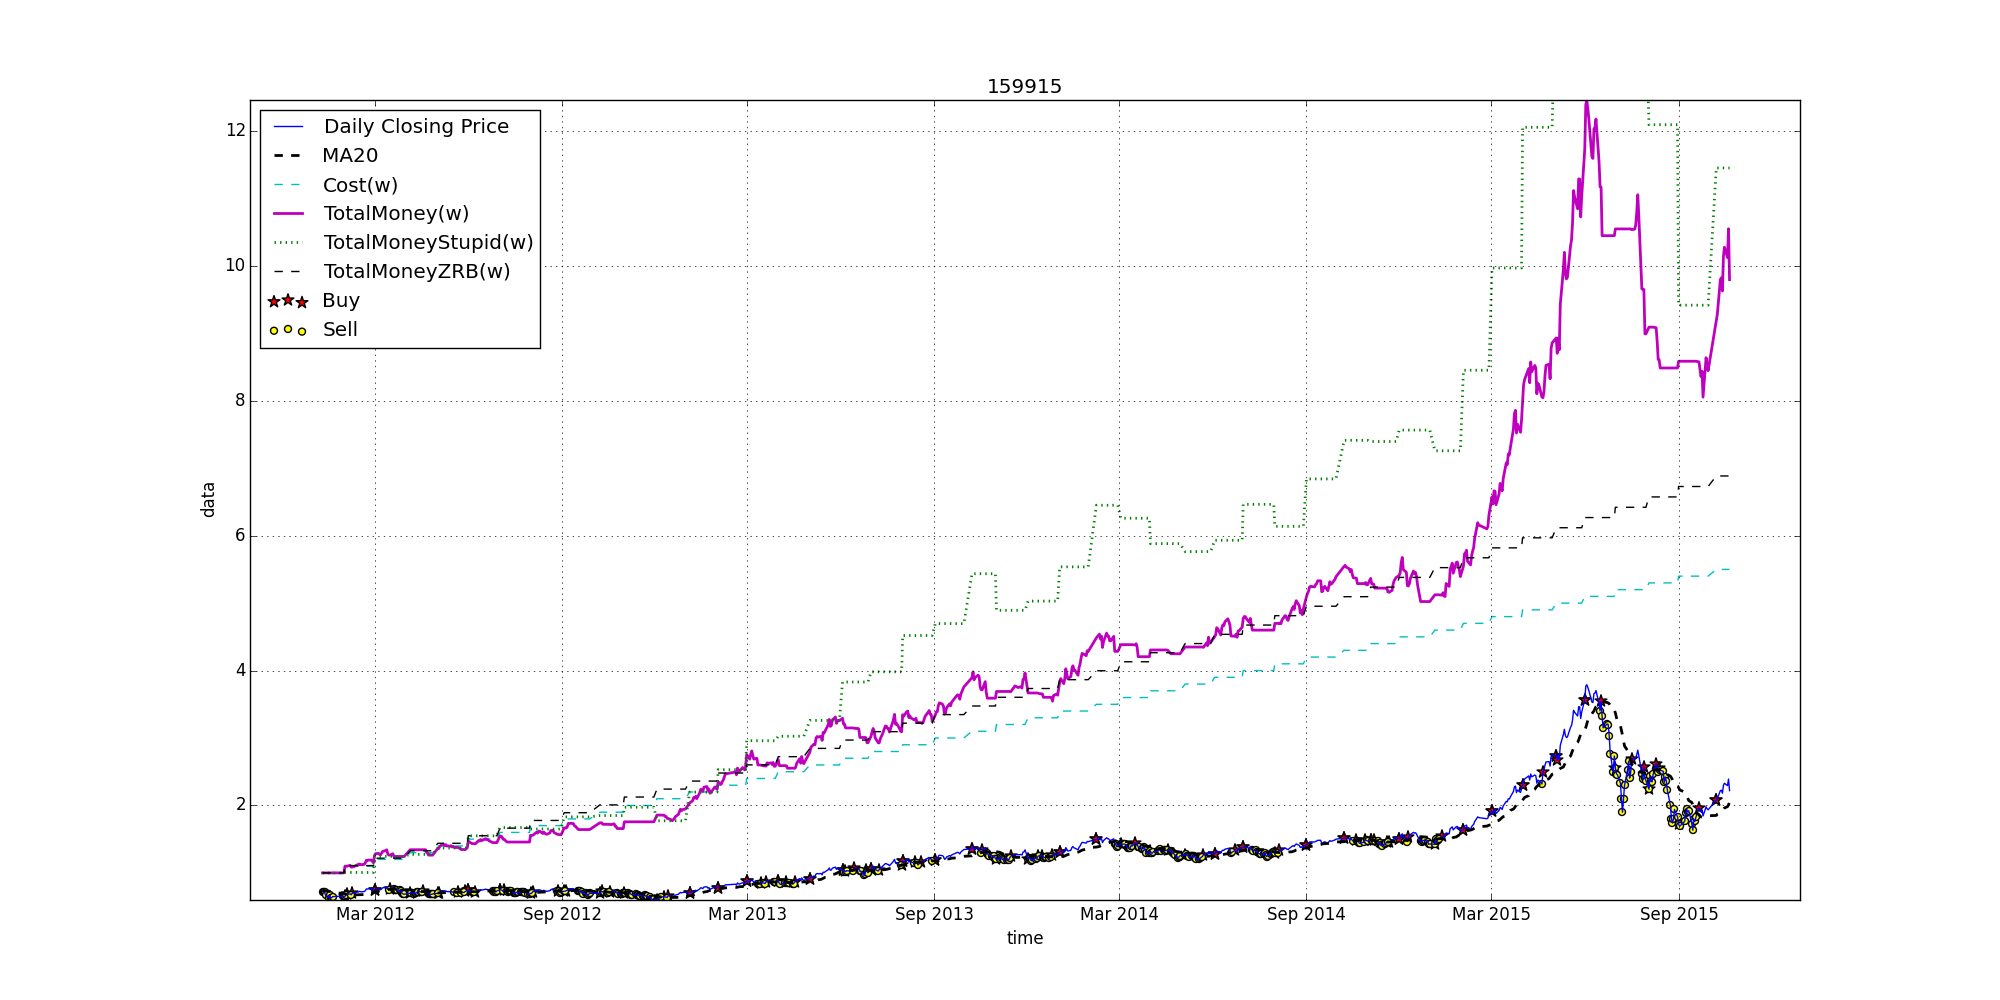 159915
Daily Closing Price
MA20
Cost(w)
TotalMoney(w)
TotalMoneyStupid(w)
TotalMoneyZRB(w)
Buy
Sell
12
10
8
6
4
2
data
Mar 2012 Sep 2012 Mar 2013 Sep 2013 Mar 2014 Sep 2014 Mar 2015 Sep 2015
time